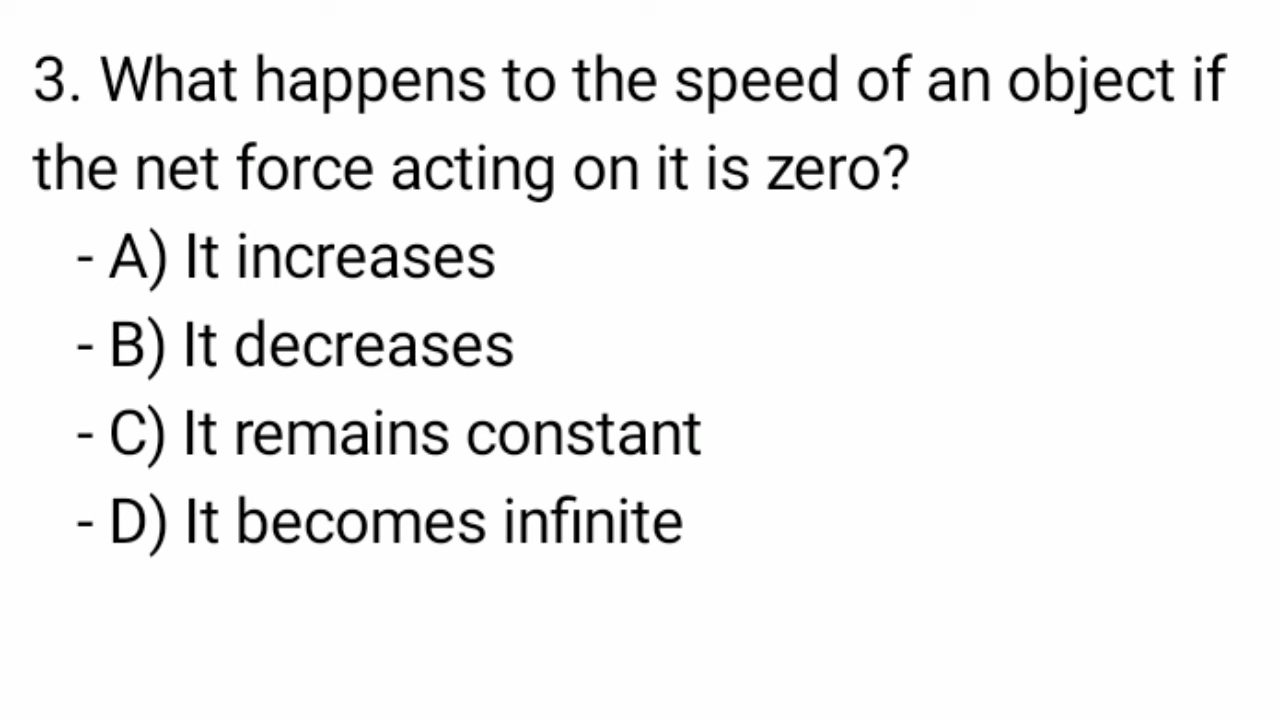 3. What happens to the speed of an object if
the net force acting on it is zero?
- A) It increases
- B) It decreases
- C) It remains constant
- D) It becomes infinite